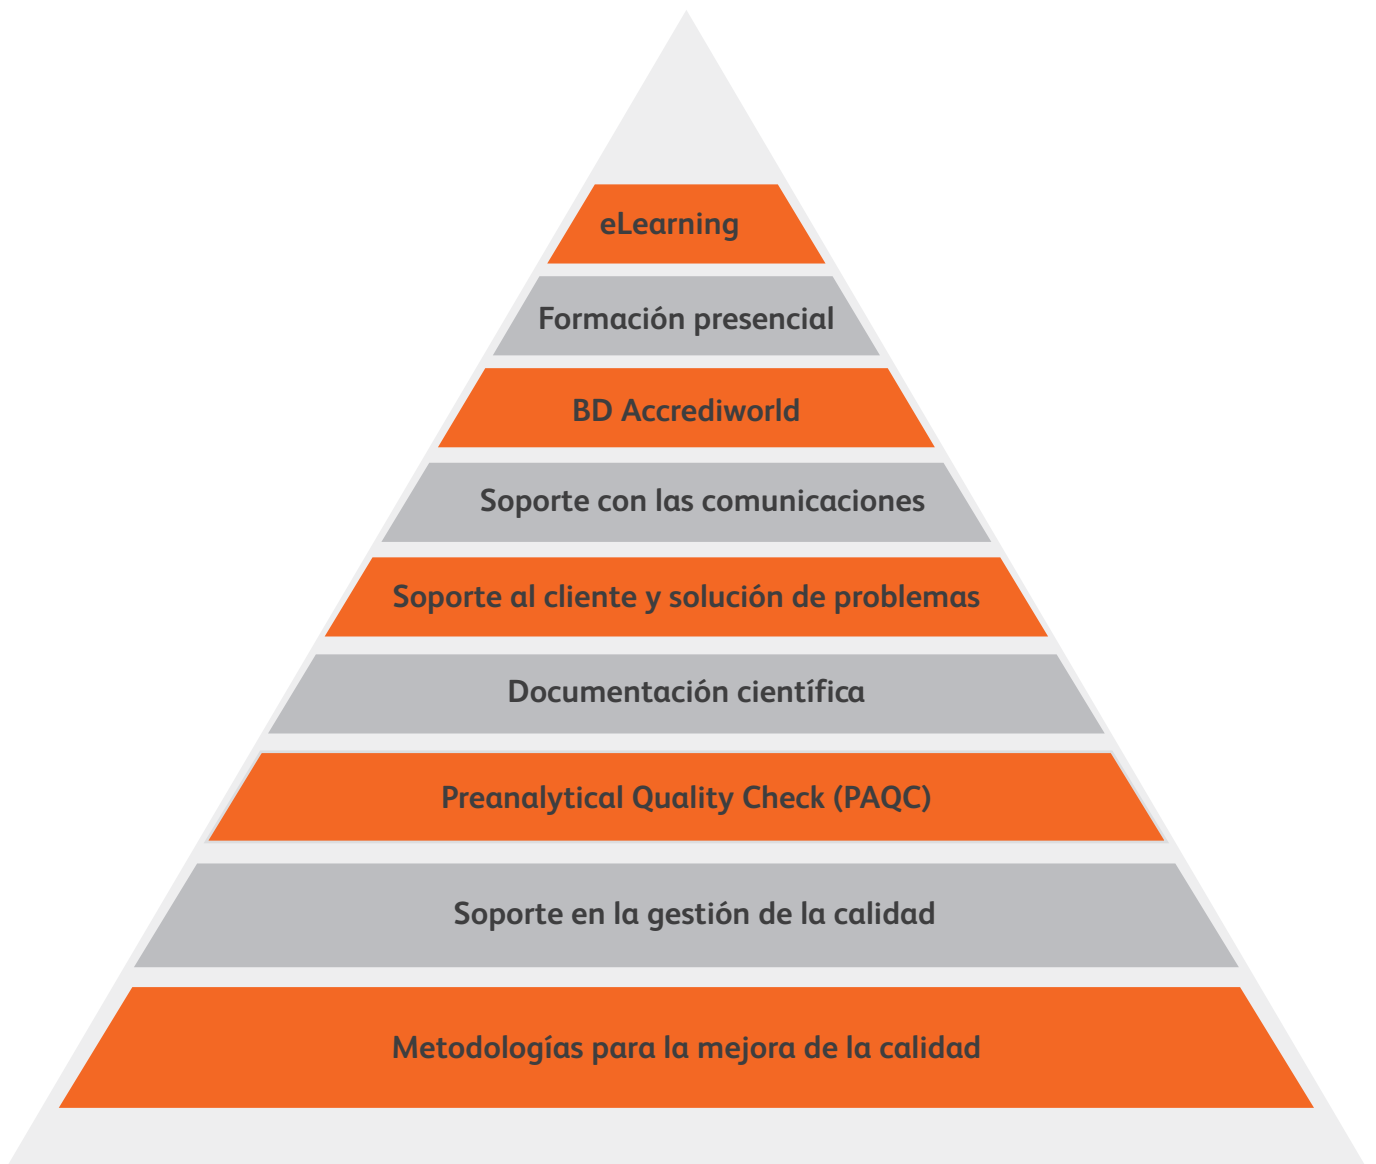 eLearning
Formación presencial
BD Accrediworld
Soporte con las comunicaciones
Soporte al cliente y solución de problemas
Documentación científica
Preanalytical Quality Check (PAQC)
Soporte en la gestión de la calidad
Metodologías para la mejora de la calidad